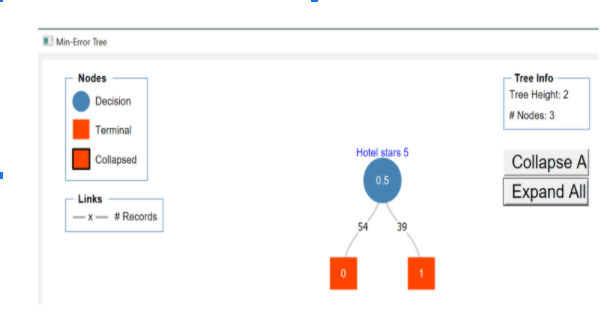 Min-Error Tree
Nodes
Decision
Terminal
Collapsed
Links
x # Records
Hotel stars 5
0.5
54 39
0 1
Tree Info
Tree Height: 2
# Nodes: 3
Collapse A
Expand All